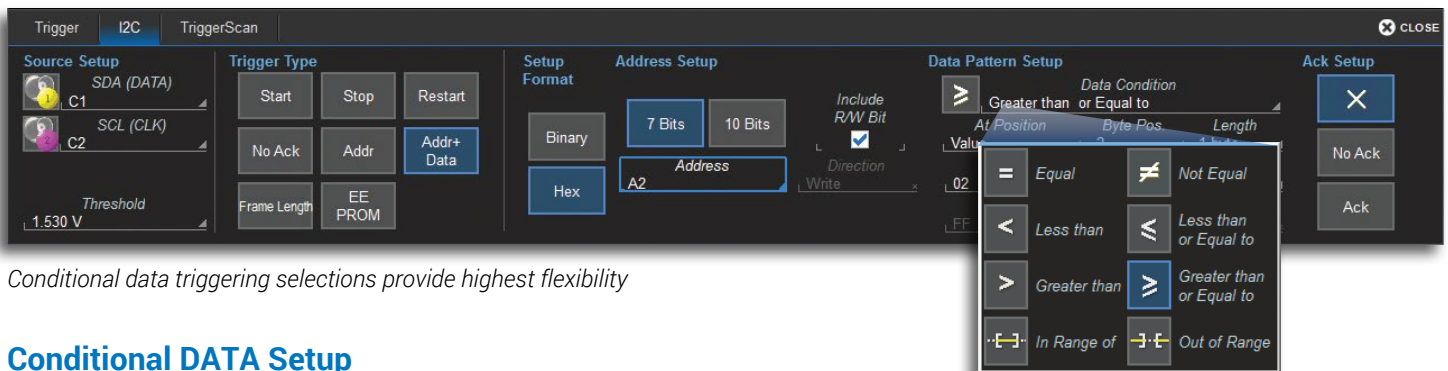 Trigger I2C TriggerScan CLOSE
Source Setup Trigger Type Setup Format Address Setup Data Pattern Setup Ack Setup
SDA (DATA)
C1
SCL (CLK)
C2
Threshold
1.530 V
Start Stop Restart
No Ack Addr Addr+ Data
Frame Length EE PROM
Binary
Hex
7 Bits 10 Bits
Include R/W Bit
Address
A2
Direction
Write
Data Condition
Greater than or Equal to
At Position Byte Pos. Length
1 byte
02
FF
= Equal ≠ Not Equal
< Less than ≤ Less than or Equal to
> Greater than ≥ Greater than or Equal to
In Range of Out of Range
No Ack
Ack
Conditional data triggering selections provide highest flexibility
Conditional DATA Setup